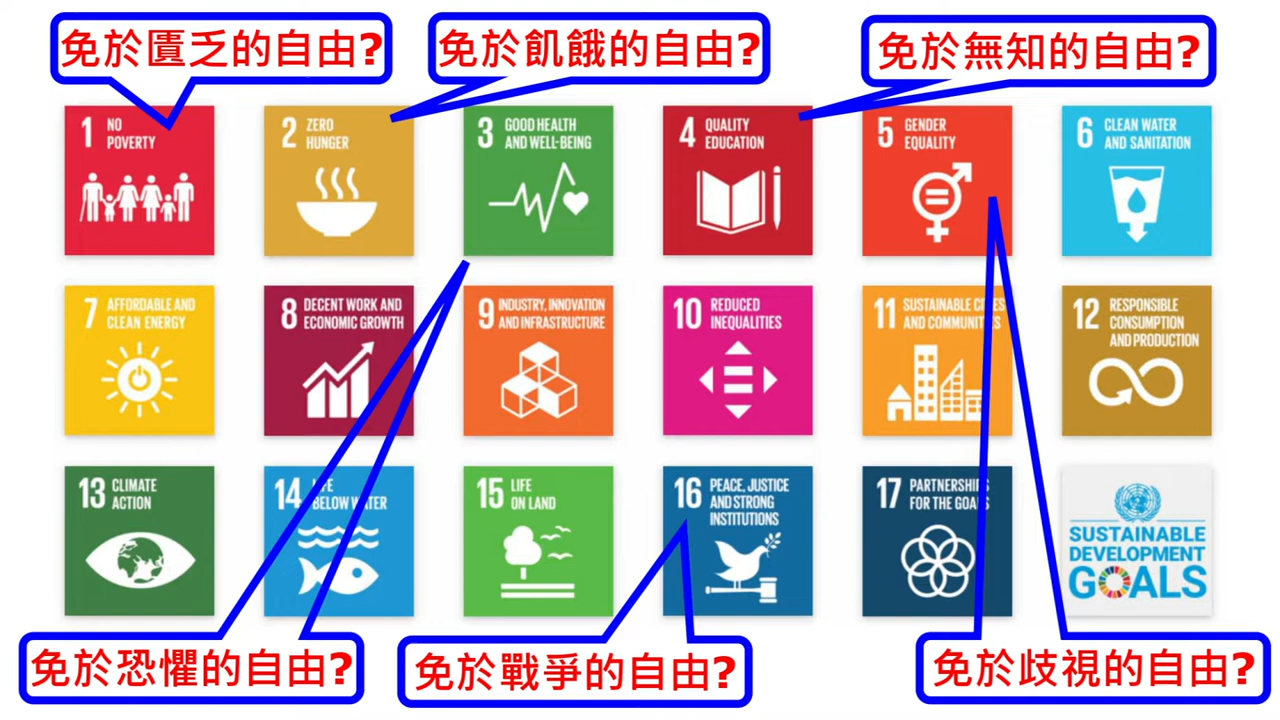 免於匱乏的自由?
免於飢餓的自由?
免於無知的自由?
1 NO
POVERTY
2 ZERO
HUNGER
3 GOOD HEALTH
AND WELL-BEING
4 QUALITY
EDUCATION
5 GENDER
EQUALITY
6 CLEAN WATER
AND SANITATION
7 AFFORDABLE AND
CLEAN ENERGY
8 DECENT WORK AND
ECONOMIC GROWTH
9 INDUSTRY, INNOVATION
AND INFRASTRUCTURE
10 REDUCED
INEQUALITIES
11 SUSTAINABLE CITIES
AND COMMUNITIES
12 RESPONSIBLE
CONSUMPTION
AND PRODUCTION
13 CLIMATE
ACTION
14 LIFE
BELOW WATER
15 LIFE
ON LAND
16 PEACE, JUSTICE
AND STRONG
INSTITUTIONS
17 PARTNERSHIPS
FOR THE GOALS
SUSTAINABLE
DEVELOPMENT
GOALS
免於恐懼的自由?
免於戰爭的自由?
免於歧視的自由?